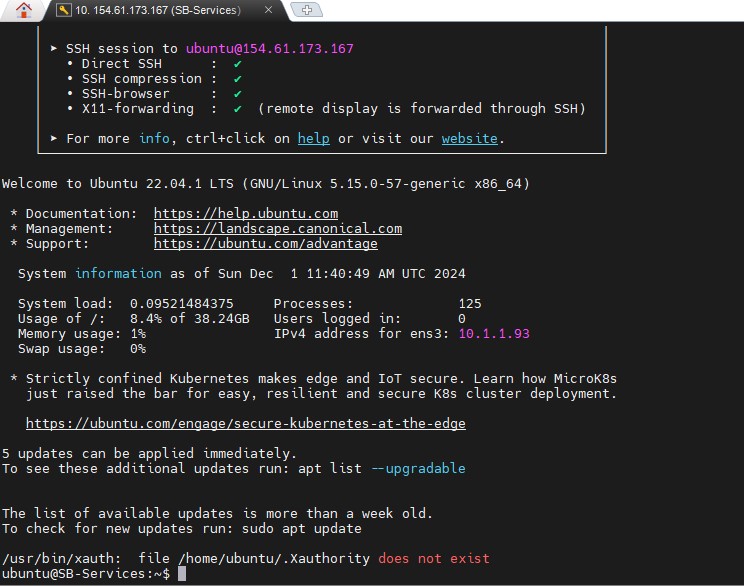 10. 154.61.173.167 (SB-Services)
➤ SSH session to ubuntu@154.61.173.167
• Direct SSH      :  ✔
• SSH compression :  ✔
• SSH-browser     :  ✔
• X11-forwarding  :  ✔  (remote display is forwarded through SSH)
➤ For more info, ctrl+click on help or visit our website.
Welcome to Ubuntu 22.04.1 LTS (GNU/Linux 5.15.0-57-generic x86_64)
* Documentation:  https://help.ubuntu.com
* Management:     https://landscape.canonical.com
* Support:        https://ubuntu.com/advantage
System information as of Sun Dec  1 11:40:49 AM UTC 2024
System load:  0.09521484375     Processes:             125
Usage of /:   8.4% of 38.24GB   Users logged in:       0
Memory usage: 1%                IPv4 address for ens3: 10.1.1.93
Swap usage:   0%
* Strictly confined Kubernetes makes edge and IoT secure. Learn how MicroK8s
just raised the bar for easy, resilient and secure K8s cluster deployment.
https://ubuntu.com/engage/secure-kubernetes-at-the-edge
5 updates can be applied immediately.
To see these additional updates run: apt list --upgradable
The list of available updates is more than a week old.
To check for new updates run: sudo apt update
/usr/bin/xauth:  file /home/ubuntu/.Xauthority does not exist
ubuntu@SB-Services:~$